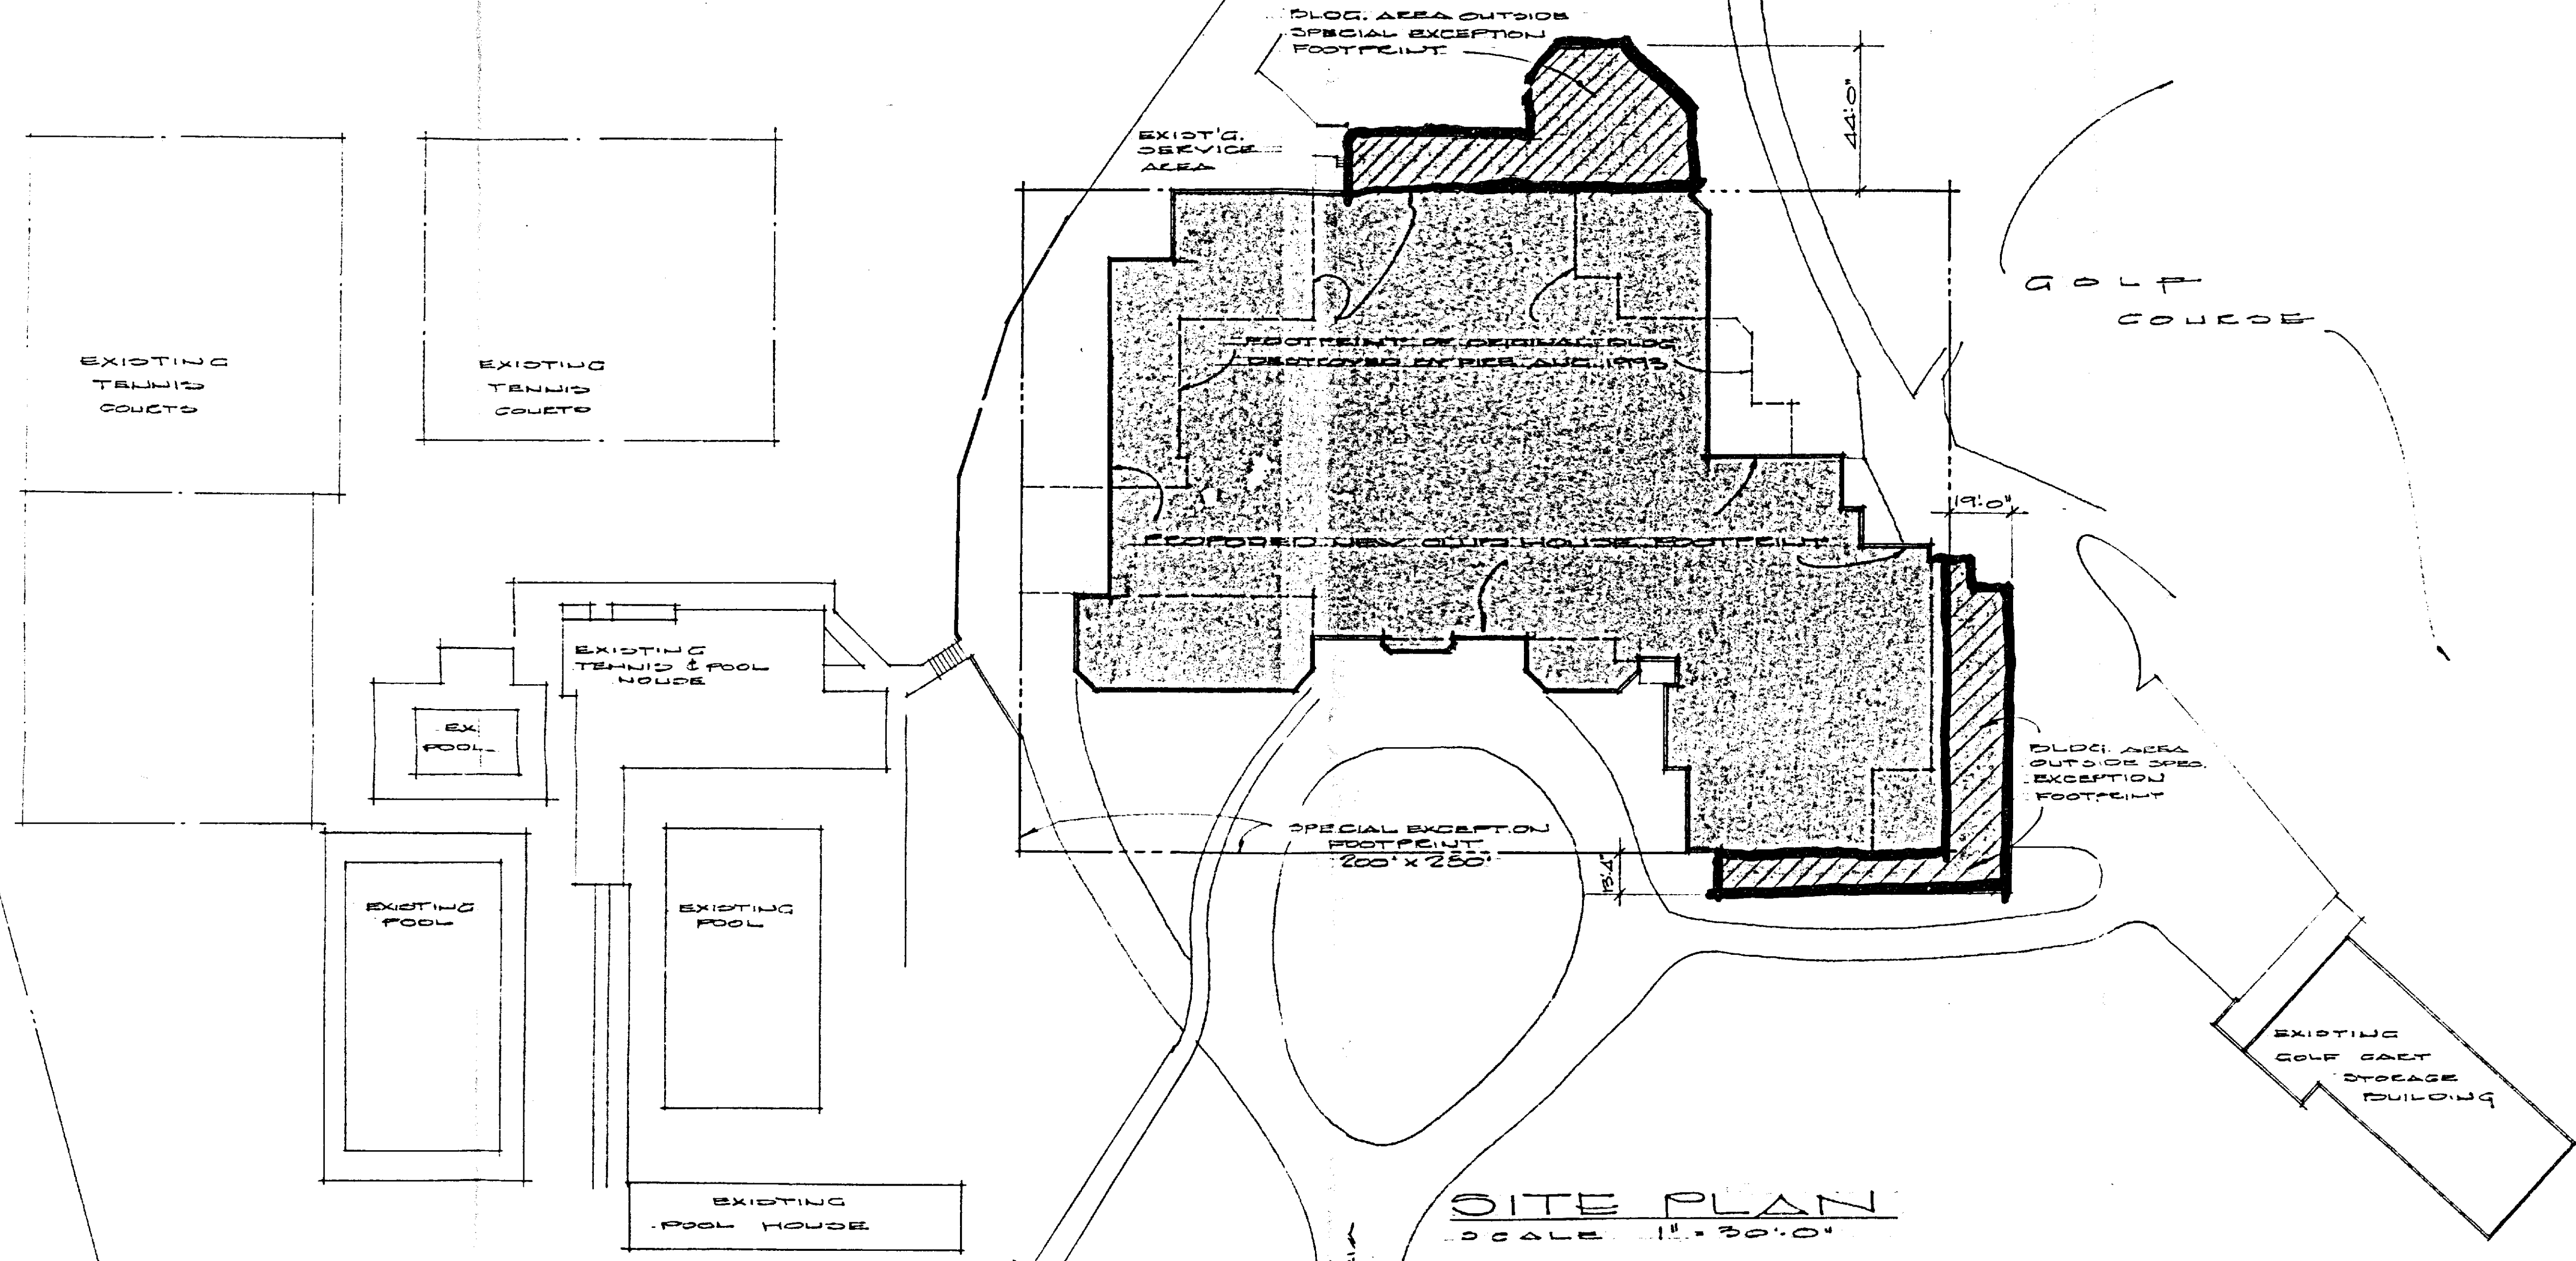 BLDG. AREA OUTSIDE
SPECIAL EXCEPTION
FOOTPRINT
44'-0"
EXIST'G.
SERVICE
AREA
GOLF
COURSE
FOOTPRINT OF ORIGINAL BLDG
DESTROYED BY FIRE AUG. 1993
EXISTING
TENNIS
COURTS
EXISTING
TENNIS
COURTS
19'-0"
PROPOSED NEW CLUB HOUSE FOOTPRINT
EXISTING
TENNIS & POOL
HOUSE
EX
POOL
BLDG. AREA
OUTSIDE SPEC.
EXCEPTION
FOOTPRINT
SPECIAL EXCEPTION
FOOTPRINT
200' x 280'
13'-4"
EXISTING
POOL
EXISTING
POOL
EXISTING
GOLF CART
STORAGE
BUILDING
EXISTING
POOL HOUSE
SITE PLAN
SCALE 1" = 30'-0"